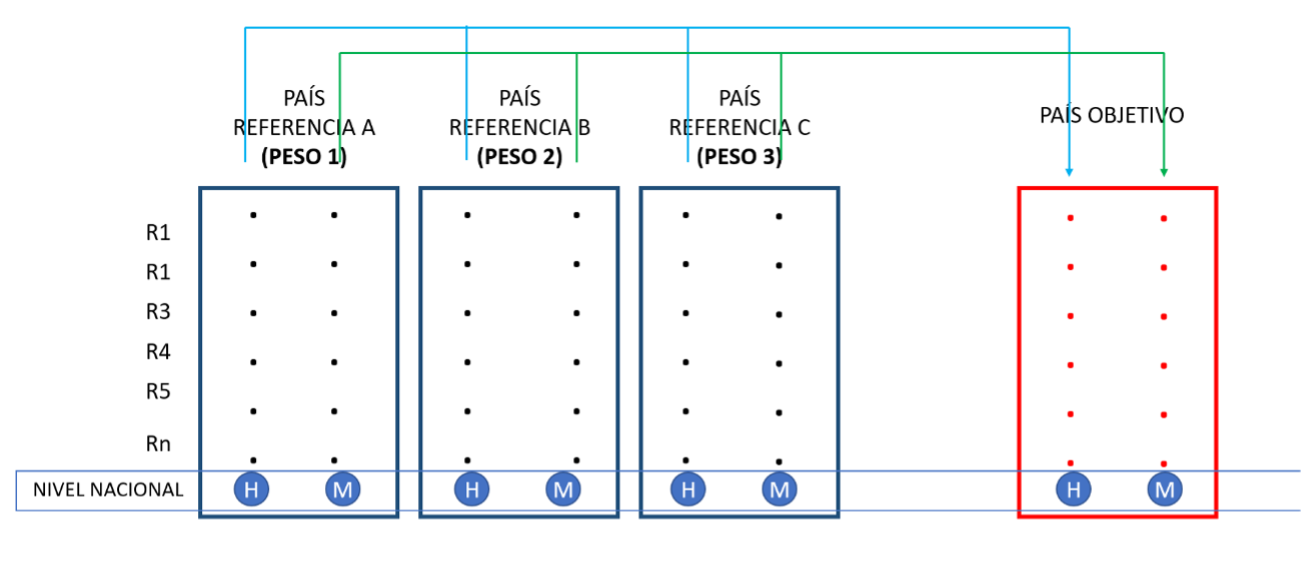 PAÍS
REFERENCIA A
(PESO 1)
PAÍS
REFERENCIA B
(PESO 2)
PAÍS
REFERENCIA C
(PESO 3)
PAÍS OBJETIVO
R1
R1
R3
R4
R5
Rn
NIVEL NACIONAL H M H M H M H M